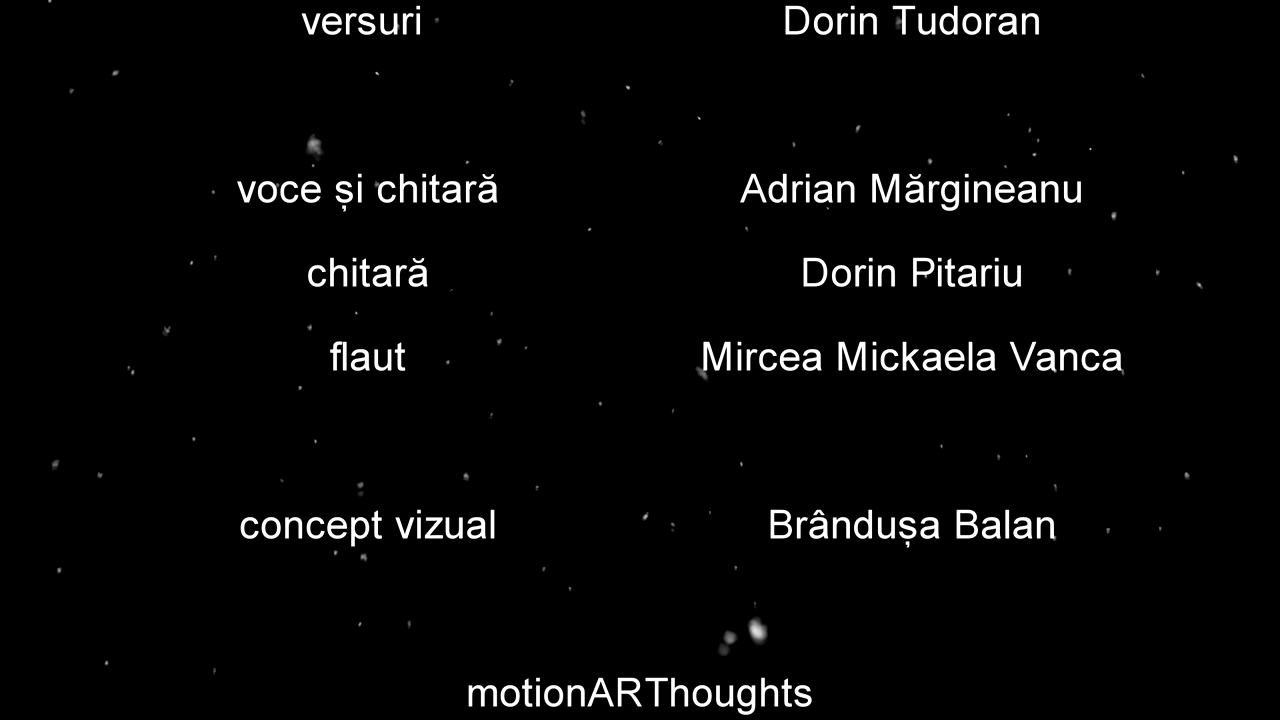 versuri Dorin Tudoran
voce și chitară Adrian Mărgineanu
chitară Dorin Pitariu
flaut Mircea Mickaela Vanca
concept vizual Brândușa Balan
motionARThoughts